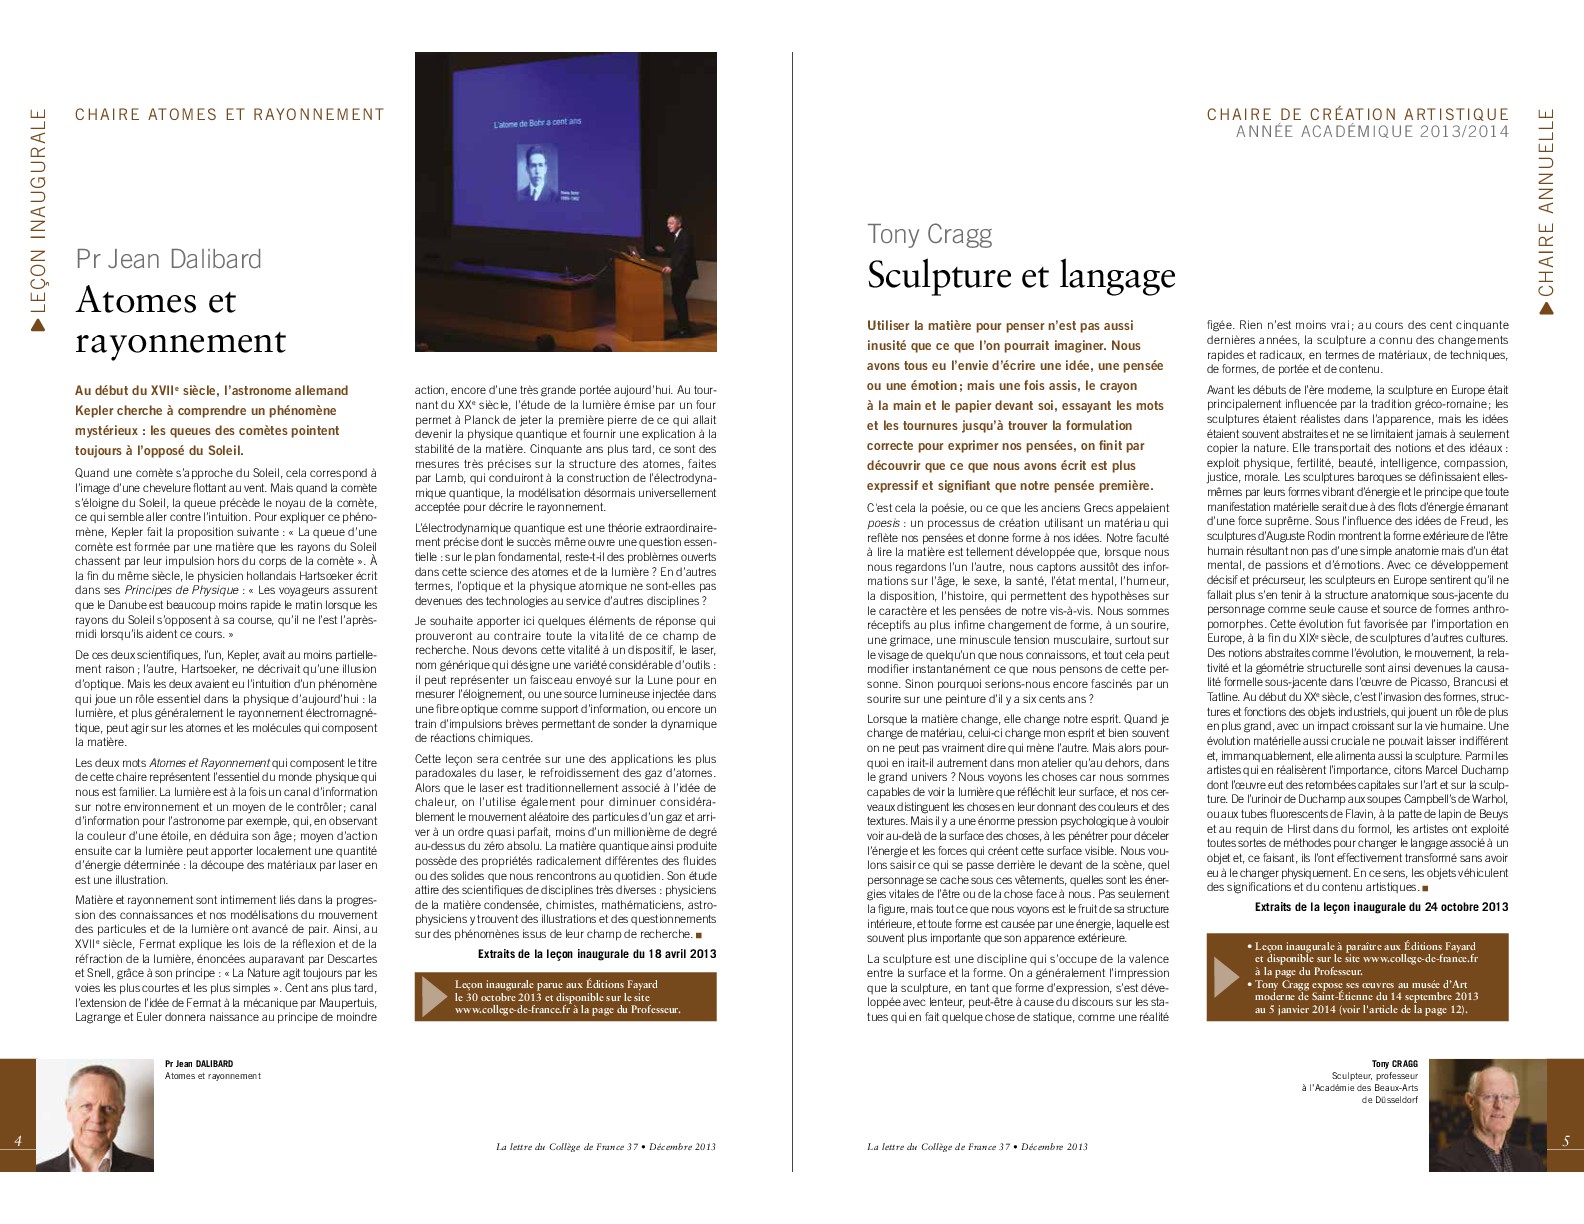 LEÇON INAUGURALE
CHAIRE ATOMES ET RAYONNEMENT
L'atome de Bohr a cent ans
Pr Jean Dalibard
Atomes et
rayonnement
Au début du XVIIe siècle, l'astronome allemand
Kepler cherche à comprendre un phénomène
mystérieux : les queues des comètes pointent
toujours à l'opposé du Soleil.
Quand une comète s'approche du Soleil, cela correspond à
l'image d'une chevelure flottant au vent. Mais quand la comète
s'éloigne du Soleil, la queue précède le noyau de la comète,
ce qui semble aller contre l'intuition. Pour expliquer ce phéno-
mène, Kepler fait la proposition suivante : « La queue d'une
comète est formée par une matière que les rayons du Soleil
chassent par leur impulsion hors du corps de la comète ». À
la fin du même siècle, le physicien hollandais Hartsœker écrit
dans ses Principes de Physique : « Les voyageurs assurent
que le Danube est beaucoup moins rapide le matin lorsque les
rayons du Soleil s'opposent à sa course, qu'il ne l'est l'après-
midi lorsqu'ils aident ce cours. »
De ces deux scientifiques, l'un, Kepler, avait au moins partielle-
ment raison ; l'autre, Hartsoeker, ne décrivait qu'une illusion
d'optique. Mais les deux avaient eu l'intuition d'un phénomène
qui joue un rôle essentiel dans la physique d'aujourd'hui : la
lumière, et plus généralement le rayonnement électromagné-
tique, peut agir sur les atomes et les molécules qui composent
la matière.
Les deux mots Atomes et Rayonnement qui composent le titre
de cette chaire représentent l'essentiel du monde physique qui
nous est familier. La lumière est à la fois un canal d'information
sur notre environnement et un moyen de le contrôler ; canal
d'information pour l'astronome par exemple, qui, en observant
la couleur d'une étoile, en déduira son âge ; moyen d'action
ensuite car la lumière peut apporter localement une quantité
d'énergie déterminée : la découpe des matériaux par laser en
est une illustration.
Matière et rayonnement sont intimement liés dans la progres-
sion des connaissances et nos modélisations du mouvement
des particules et de la lumière ont avancé de pair. Ainsi, au
XVIIe siècle, Fermat explique les lois de la réflexion et de la
réfraction de la lumière, énoncées auparavant par Descartes
et Snell, grâce à son principe : « La Nature agit toujours par les
voies les plus courtes et les plus simples ». Cent ans plus tard,
l'extension de l'idée de Fermat à la mécanique par Maupertuis,
Lagrange et Euler donnera naissance au principe de moindre
action, encore d'une très grande portée aujourd'hui. Au tour-
nant du XXe siècle, l'étude de la lumière émise par un four
permet à Planck de jeter la première pierre de ce qui allait
devenir la physique quantique et fournir une explication à la
stabilité de la matière. Cinquante ans plus tard, ce sont des
mesures très précises sur la structure des atomes, faites
par Lamb, qui conduiront à la construction de l'électrodyna-
mique quantique, la modélisation désormais universellement
acceptée pour décrire le rayonnement.
L'électrodynamique quantique est une théorie extraordinaire-
ment précise dont le succès même ouvre une question essen-
tielle : sur le plan fondamental, reste-t-il des problèmes ouverts
dans cette science des atomes et de la lumière ? En d'autres
termes, l'optique et la physique atomique ne sont-elles pas
devenues des technologies au service d'autres disciplines ?
Je souhaite apporter ici quelques éléments de réponse qui
prouveront au contraire toute la vitalité de ce champ de
recherche. Nous devons cette vitalité à un dispositif, le laser,
nom générique qui désigne une variété considérable d'outils :
il peut représenter un faisceau envoyé sur la Lune pour en
mesurer l'éloignement, ou une source lumineuse injectée dans
une fibre optique comme support d'information, ou encore un
train d'impulsions brèves permettant de sonder la dynamique
de réactions chimiques.
Cette leçon sera centrée sur une des applications les plus
paradoxales du laser, le refroidissement des gaz d'atomes.
Alors que le laser est traditionnellement associé à l'idée de
chaleur, on l'utilise également pour diminuer considéra-
blement le mouvement aléatoire des particules d'un gaz et arri-
ver à un ordre quasi parfait, moins d'un millionième de degré
au-dessus du zéro absolu. La matière quantique ainsi produite
possède des propriétés radicalement différentes des fluides
ou des solides que nous rencontrons au quotidien. Son étude
attire des scientifiques de disciplines très diverses : physiciens
de la matière condensée, chimistes, mathématiciens, astro-
physiciens y trouvent des illustrations et des questionnements
sur des phénomènes issus de leur champ de recherche. ■
Extraits de la leçon inaugurale du 18 avril 2013
Leçon inaugurale parue aux Éditions Fayard
le 30 octobre 2013 et disponible sur le site
www.college-de-france.fr à la page du Professeur.
Pr Jean DALIBARD
Atomes et rayonnement
4
La lettre du Collège de France 37 • Décembre 2013
CHAIRE DE CRÉATION ARTISTIQUE
ANNÉE ACADÉMIQUE 2013/2014
CHAIRE ANNUELLE
Tony Cragg
Sculpture et langage
Utiliser la matière pour penser n'est pas aussi
inusité que ce que l'on pourrait imaginer. Nous
avons tous eu l'envie d'écrire une idée, une pensée
ou une émotion ; mais une fois assis, le crayon
à la main et le papier devant soi, essayant les mots
et les tournures jusqu'à trouver la formulation
correcte pour exprimer nos pensées, on finit par
découvrir que ce que nous avons écrit est plus
expressif et signifiant que notre pensée première.
C'est cela la poésie, ou ce que les anciens Grecs appelaient
poesis : un processus de création utilisant un matériau qui
reflète nos pensées et donne forme à nos idées. Notre faculté
à lire la matière est tellement développée que, lorsque nous
nous regardons l'un l'autre, nous captons aussitôt des infor-
mations sur l'âge, le sexe, la santé, l'état mental, l'humeur,
la disposition, l'histoire, qui permettent des hypothèses sur
le caractère et les pensées de notre vis-à-vis. Nous sommes
réceptifs au plus infime changement de forme, à un sourire,
une grimace, une minuscule tension musculaire, surtout sur
le visage de quelqu'un que nous connaissons, et tout cela peut
modifier instantanément ce que nous pensons de cette per-
sonne. Sinon pourquoi serions-nous encore fascinés par un
sourire sur une peinture d'il y a six cents ans ?
Lorsque la matière change, elle change notre esprit. Quand je
change de matériau, celui-ci change mon esprit et bien souvent
on ne peut pas vraiment dire qui mène l'autre. Mais alors pour-
quoi en irait-il autrement dans mon atelier qu'au dehors, dans
le grand univers ? Nous voyons les choses car nous sommes
capables de voir la lumière que réfléchit leur surface, et nos cer-
veaux distinguent les choses en leur donnant des couleurs et des
textures. Mais il y a une énorme pression psychologique à vouloir
voir au-delà de la surface des choses, à les pénétrer pour déceler
l'énergie et les forces qui créent cette surface visible. Nous vou-
lons saisir ce qui se passe derrière le devant de la scène, quel
personnage se cache sous ces vêtements, quelles sont les éner-
gies vitales de l'être ou de la chose face à nous. Pas seulement
la figure, mais tout ce que nous voyons est le fruit de sa structure
intérieure, et toute forme est causée par une énergie, laquelle est
souvent plus importante que son apparence extérieure.
La sculpture est une discipline qui s'occupe de la valence
entre la surface et la forme. On a généralement l'impression
que la sculpture, en tant que forme d'expression, s'est déve-
loppée avec lenteur, peut-être à cause du discours sur les sta-
tues qui en fait quelque chose de statique, comme une réalité
figée. Rien n'est moins vrai ; au cours des cent cinquante
dernières années, la sculpture a connu des changements
rapides et radicaux, en termes de matériaux, de techniques,
de formes, de portée et de contenu.
Avant les débuts de l'ère moderne, la sculpture en Europe était
principalement influencée par la tradition gréco-romaine ; les
sculptures étaient réalistes dans l'apparence, mais les idées
étaient souvent abstraites et ne se limitaient jamais à seulement
copier la nature. Elle transportait des notions et des idéaux :
exploit physique, fertilité, beauté, intelligence, compassion,
justice, morale. Les sculptures baroques se définissaient elles-
mêmes par leurs formes vibrant d'énergie et le principe que toute
manifestation matérielle serait due à des flots d'énergie émanant
d'une force suprême. Sous l'influence des idées de Freud, les
sculptures d'Auguste Rodin montrent la forme extérieure de l'être
humain résultant non pas d'une simple anatomie mais d'un état
mental, de passions et d'émotions. Avec ce développement
décisif et précurseur, les sculpteurs en Europe sentirent qu'il ne
fallait plus s'en tenir à la structure anatomique sous-jacente du
personnage comme seule cause et source de formes anthro-
pomorphes. Cette évolution fut favorisée par l'importation en
Europe, à la fin du XIXe siècle, de sculptures d'autres cultures.
Des notions abstraites comme l'évolution, le mouvement, la rela-
tivité et la géométrie structurelle sont ainsi devenues la causa-
lité formelle sous-jacente dans l'œuvre de Picasso, Brancusi et
Tatline. Au début du XXe siècle, c'est l'invasion des formes, struc-
tures et fonctions des objets industriels, qui jouent un rôle de plus
en plus grand, avec un impact croissant sur la vie humaine. Une
évolution matérielle aussi cruciale ne pouvait laisser indifférent
et, immanquablement, elle alimenta aussi la sculpture. Parmi les
artistes qui en réalisèrent l'importance, citons Marcel Duchamp
dont l'œuvre eut des retombées capitales sur l'art et sur la sculp-
ture. De l'urinoir de Duchamp aux soupes Campbell's de Warhol,
ou aux tubes fluorescents de Flavin, à la patte de lapin de Beuys
et au requin de Hirst dans du formol, les artistes ont exploité
toutes sortes de méthodes pour changer le langage associé à un
objet et, ce faisant, ils l'ont effectivement transformé sans avoir
eu à le changer physiquement. En ce sens, les objets véhiculent
des significations et du contenu artistiques. ■
Extraits de la leçon inaugurale du 24 octobre 2013
• Leçon inaugurale à paraître aux Éditions Fayard
et disponible sur le site www.college-de-france.fr
à la page du Professeur.
• Tony Cragg expose ses œuvres au musée d'Art
moderne de Saint-Étienne du 14 septembre 2013
au 5 janvier 2014 (voir l'article de la page 12).
Tony CRAGG
Sculpteur, professeur
à l'Académie des Beaux-Arts
de Düsseldorf
La lettre du Collège de France 37 • Décembre 2013
5